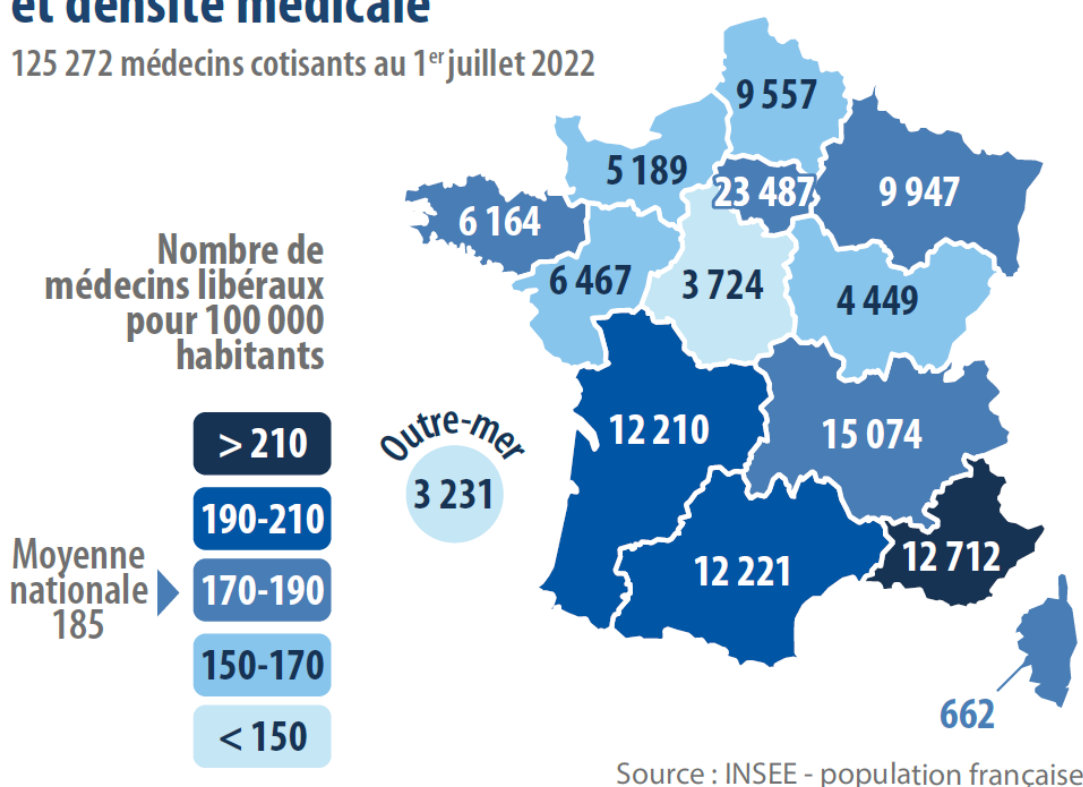 et densité médicale
125 272 médecins cotisants au 1er juillet 2022
9 557
5 189
23 487
9 947
6 164
6 467
3 724
4 449
Nombre de
médecins libéraux
pour 100 000
habitants
> 210
190-210
170-190
150-170
< 150
Moyenne
nationale
185
Outre-mer
3 231
12 210
15 074
12 221
12 712
662
Source : INSEE - population française